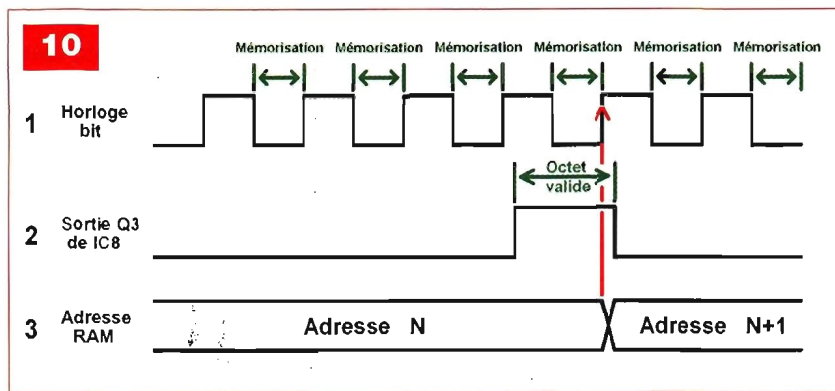 10
Mémorisation Mémorisation Mémorisation Mémorisation Mémorisation Mémorisation
1 Horloge
bit
Octet
valide
2 Sortie Q3
de IC8
3 Adresse
RAM
Adresse N
Adresse N+1